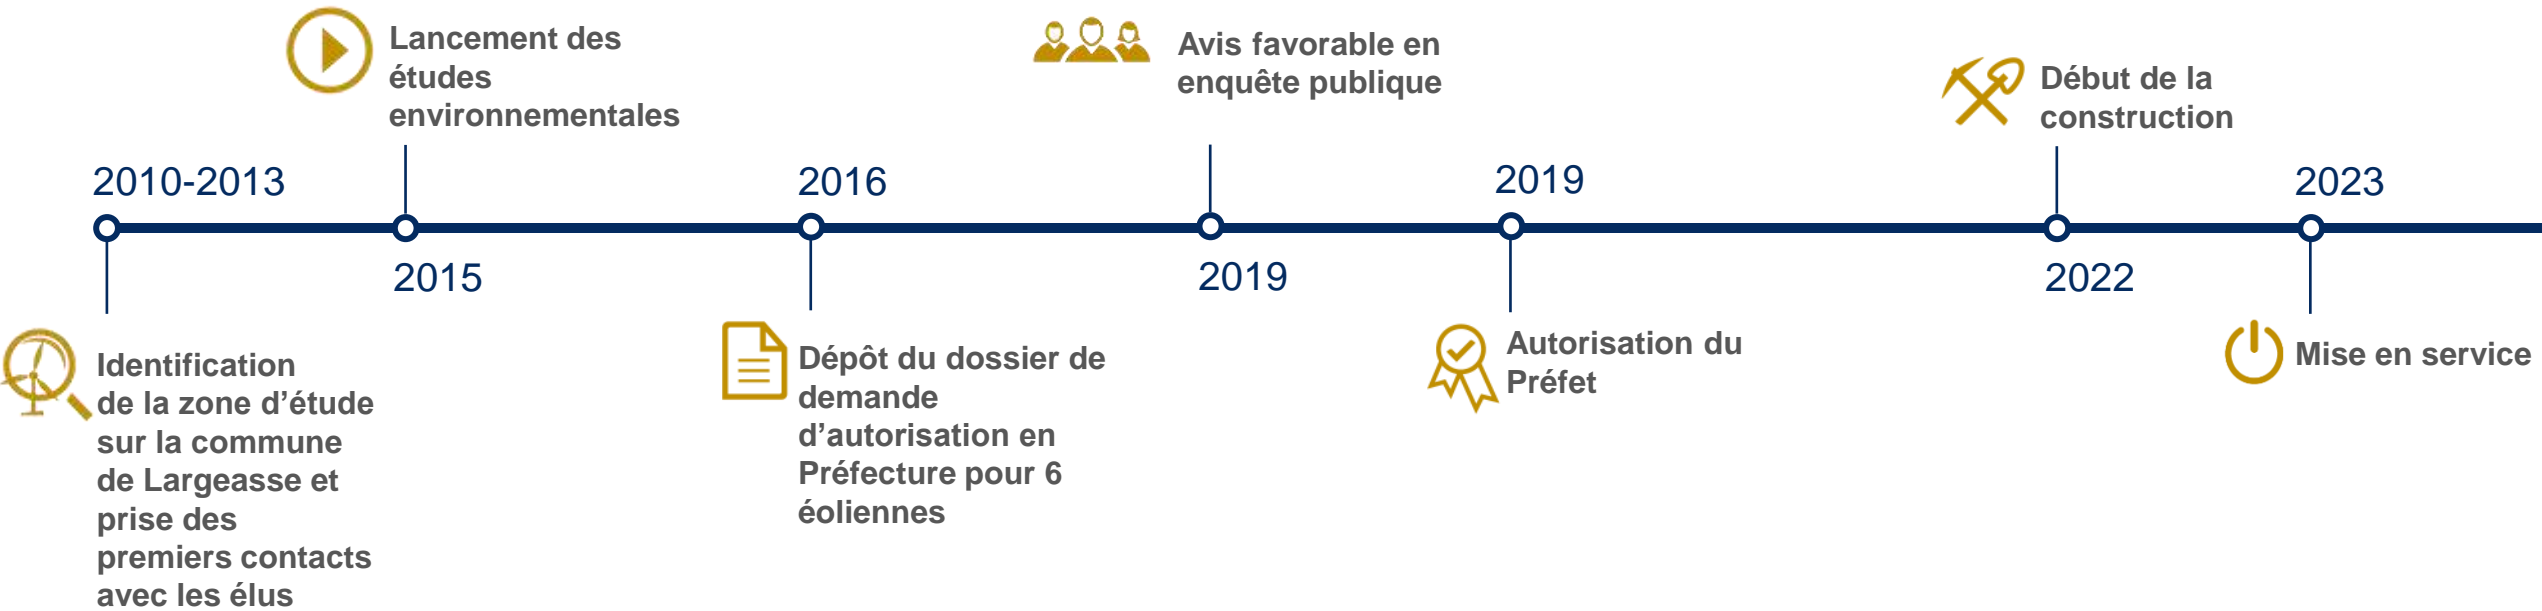 Lancement des
études
environnementales
Avis favorable en
enquête publique
Début de la
construction
2010-2013
2016
2019
2023
2015
2019
2022
Identification
de la zone d’étude
sur la commune
de Largeasse et
prise des
premiers contacts
avec les élus
Dépôt du dossier de
demande
d’autorisation en
Préfecture pour 6
éoliennes
Autorisation du
Préfet
Mise en service